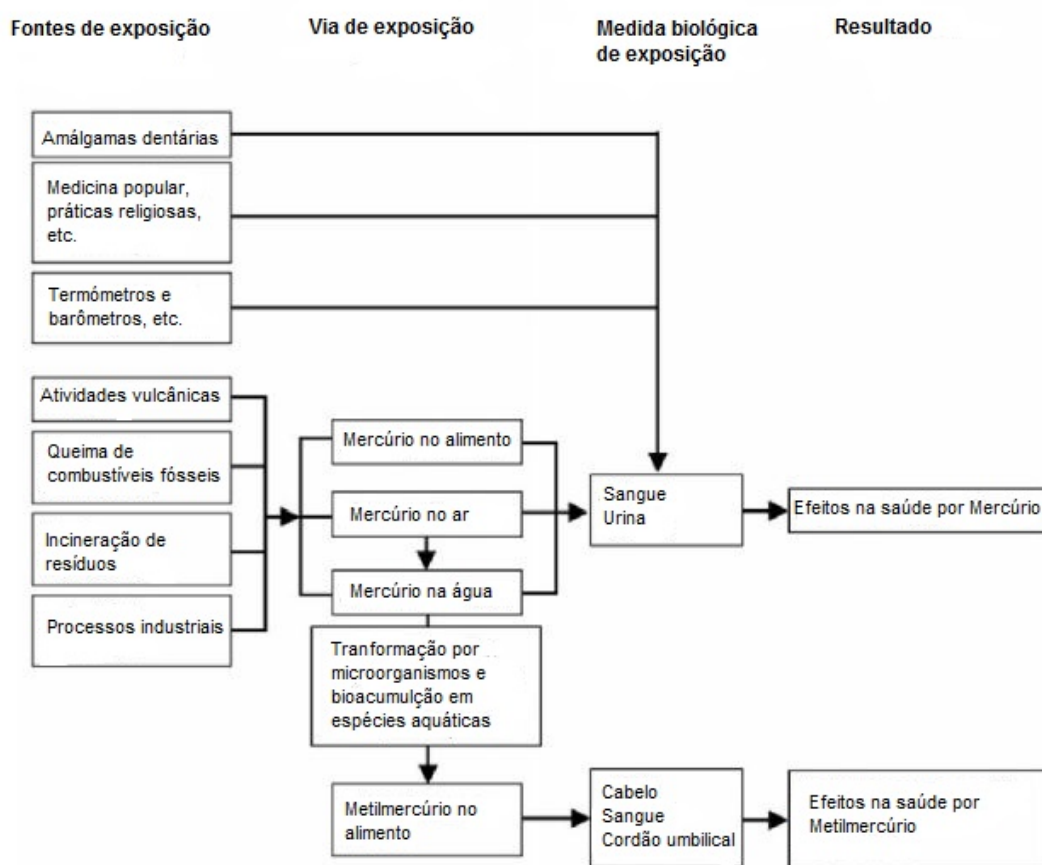 Fontes de exposição
Via de exposição
Medida biológica
de exposição
Resultado
Amálgamas dentárias
Medicina popular,
práticas religiosas,
etc.
Termómetros e
barômetros, etc.
Atividades vulcânicas
Queima de
combustíveis fósseis
Incineração de
resíduos
Processos industriais
Mercúrio no alimento
Mercúrio no ar
Mercúrio na água
Tranformação por
microorganismos e
bioacumulção em
espécies aquáticas
Metilmercúrio no
alimento
Sangue
Urina
Cabelo
Sangue
Cordão umbilical
Efeitos na saúde por Mercúrio
Efeitos na saúde por
Metilmercúrio